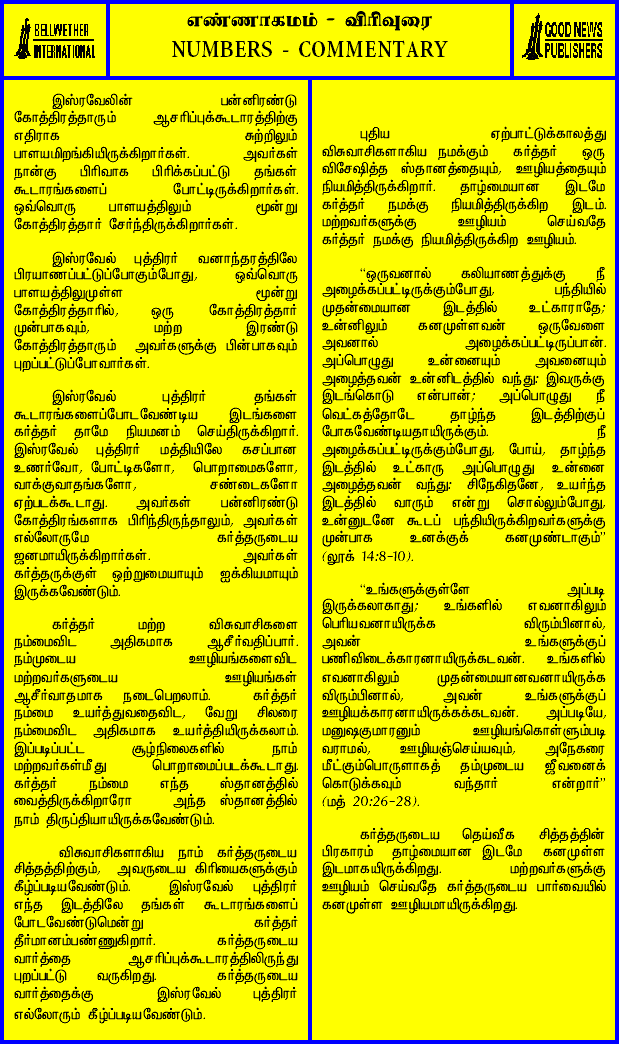 BELLWETHER
INTERNATIONAL
எண்ணாகமம் - விரிவுரை
NUMBERS - COMMENTARY
GOOD NEWS
PUBLISHERS
இஸ்ரவேலின் பன்னிரண்டு
கோத்திரத்தாரும் ஆசரிப்புக்கூடாரத்திற்கு
எதிராக சுற்றிலும்
பாளயமிறங்கியிருக்கிறார்கள். அவர்கள்
நான்கு பிரிவாக பிரிக்கப்பட்டு தங்கள்
கூடாரங்களைப் போட்டிருக்கிறார்கள்.
ஒவ்வொரு பாளயத்திலும் மூன்று
கோத்திரத்தார் சேர்ந்திருக்கிறார்கள்.
இஸ்ரவேல் புத்திரர் வனாந்தரத்திலே
பிரயாணப்பட்டுப்போகும்போது, ஒவ்வொரு
பாளயத்திலுமுள்ள மூன்று
கோத்திரத்தாரில், ஒரு கோத்திரத்தார்
முன்பாகவும், மற்ற இரண்டு
கோத்திரத்தாரும் அவர்களுக்கு பின்பாகவும்
புறப்பட்டுப்போவார்கள்.
இஸ்ரவேல் புத்திரர் தங்கள்
கூடாரங்களைப்போடவேண்டிய இடங்களை
கர்த்தர் தாமே நியமனம் செய்திருக்கிறார்.
இஸ்ரவேல் புத்திரர் மத்தியிலே கசப்பான
உணர்வோ, போட்டிகளோ, பொறாமைகளோ,
வாக்குவாதங்களோ, சண்டைகளோ
ஏற்படக்கூடாது. அவர்கள் பன்னிரண்டு
கோத்திரங்களாக பிரிந்திருந்தாலும், அவர்கள்
எல்லோருமே கர்த்தருடைய
ஜனமாயிருக்கிறார்கள். அவர்கள்
கர்த்தருக்குள் ஒற்றுமையாயும் ஐக்கியமாயும்
இருக்கவேண்டும்.
கர்த்தர் மற்ற விசுவாசிகளை
நம்மைவிட அதிகமாக ஆசீர்வதிப்பார்.
நம்முடைய ஊழியங்களைவிட
மற்றவர்களுடைய ஊழியங்கள்
ஆசீர்வாதமாக நடைபெறலாம். கர்த்தர்
நம்மை உயர்த்துவதைவிட, வேறு சிலரை
நம்மைவிட அதிகமாக உயர்த்தியிருக்கலாம்.
இப்படிப்பட்ட சூழ்நிலைகளில் நாம்
மற்றவர்கள்மீது பொறாமைப்படக்கூடாது.
கர்த்தர் நம்மை எந்த ஸ்தானத்தில்
வைத்திருக்கிறாரோ அந்த ஸ்தானத்தில்
நாம் திருப்தியாயிருக்கவேண்டும்.
விசுவாசிகளாகிய நாம் கர்த்தருடைய
சித்தத்திற்கும், அவருடைய கிரியைகளுக்கும்
கீழ்ப்படியவேண்டும். இஸ்ரவேல் புத்திரர்
எந்த இடத்திலே தங்கள் கூடாரங்களைப்
போடவேண்டுமென்று கர்த்தர்
தீர்மானம்பண்ணுகிறார். கர்த்தருடைய
வார்த்தை ஆசரிப்புக்கூடாரத்திலிருந்து
புறப்பட்டு வருகிறது. கர்த்தருடைய
வார்த்தைக்கு இஸ்ரவேல் புத்திரர்
எல்லோரும் கீழ்ப்படியவேண்டும்.
புதிய ஏற்பாட்டுக்காலத்து
விசுவாசிகளாகிய நமக்கும் கர்த்தர் ஒரு
விசேஷித்த ஸ்தானத்தையும், ஊழியத்தையும்
நியமித்திருக்கிறார். தாழ்மையான இடமே
கர்த்தர் நமக்கு நியமித்திருக்கிற இடம்.
மற்றவர்களுக்கு ஊழியம் செய்வதே
கர்த்தர் நமக்கு நியமித்திருக்கிற ஊழியம்.
"ஒருவனால் கலியாணத்துக்கு நீ
அழைக்கப்பட்டிருக்கும்போது, பந்தியில்
முதன்மையான இடத்தில் உட்காராதே;
உன்னிலும் கனமுள்ளவன் ஒருவேளை
அவனால் அழைக்கப்பட்டிருப்பான்.
அப்பொழுது உன்னையும் அவனையும்
அழைத்தவன் உன்னிடத்தில் வந்து: இவருக்கு
இடங்கொடு என்பான்; அப்பொழுது நீ
வெட்கத்தோடே தாழ்ந்த இடத்திற்குப்
போகவேண்டியதாயிருக்கும். நீ
அழைக்கப்பட்டிருக்கும்போது, போய், தாழ்ந்த
இடத்தில் உட்காரு அப்பொழுது உன்னை
அழைத்தவன் வந்து: சிநேகிதனே, உயர்ந்த
இடத்தில் வாரும் என்று சொல்லும்போது,
உன்னுடனே கூடப் பந்தியிருக்கிறவர்களுக்கு
முன்பாக உனக்குக் கனமுண்டாகும்"
(லூக் 14:8-10).
"உங்களுக்குள்ளே அப்படி
இருக்கலாகாது; உங்களில் எவனாகிலும்
பெரியவனாயிருக்க விரும்பினால்,
அவன் உங்களுக்குப்
பணிவிடைக்காரனாயிருக்கடவன். உங்களில்
எவனாகிலும் முதன்மையானவனாயிருக்க
விரும்பினால், அவன் உங்களுக்குப்
ஊழியக்காரனாயிருக்கக்கடவன். அப்படியே,
மனுஷகுமாரனும் ஊழியங்கொள்ளும்படி
வராமல், ஊழியஞ்செய்யவும், அநேகரை
மீட்கும்பொருளாகத் தம்முடைய ஜீவனைக்
கொடுக்கவும் வந்தார் என்றார்"
(மத் 20:26-28).
கர்த்தருடைய தெய்வீக சித்தத்தின்
பிரகாரம் தாழ்மையான இடமே கனமுள்ள
இடமாகயிருக்கிறது. மற்றவர்களுக்கு
ஊழியம் செய்வதே கர்த்தருடைய பார்வையில்
கனமுள்ள ஊழியமாயிருக்கிறது.